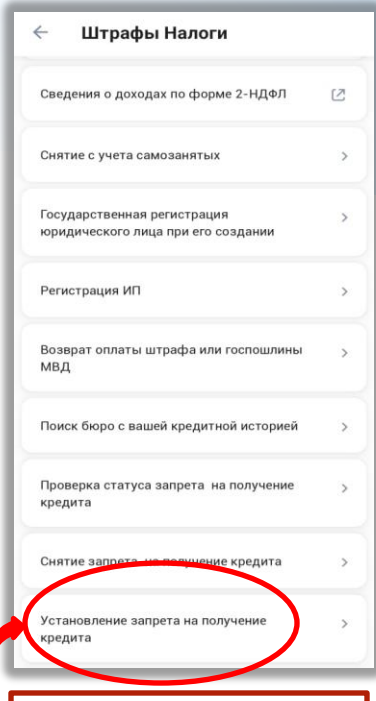 Штрафы Налоги
Сведения о доходах по форме 2-НДФЛ
Снятие с учета самозанятых
Государственная регистрация
юридического лица при его создании
Регистрация ИП
Возврат оплаты штрафа или госпошлины
МВД
Поиск бюро с вашей кредитной историей
Проверка статуса запрета на получение
кредита
Снятие запрета на получение кредита
Установление запрета на получение
кредита